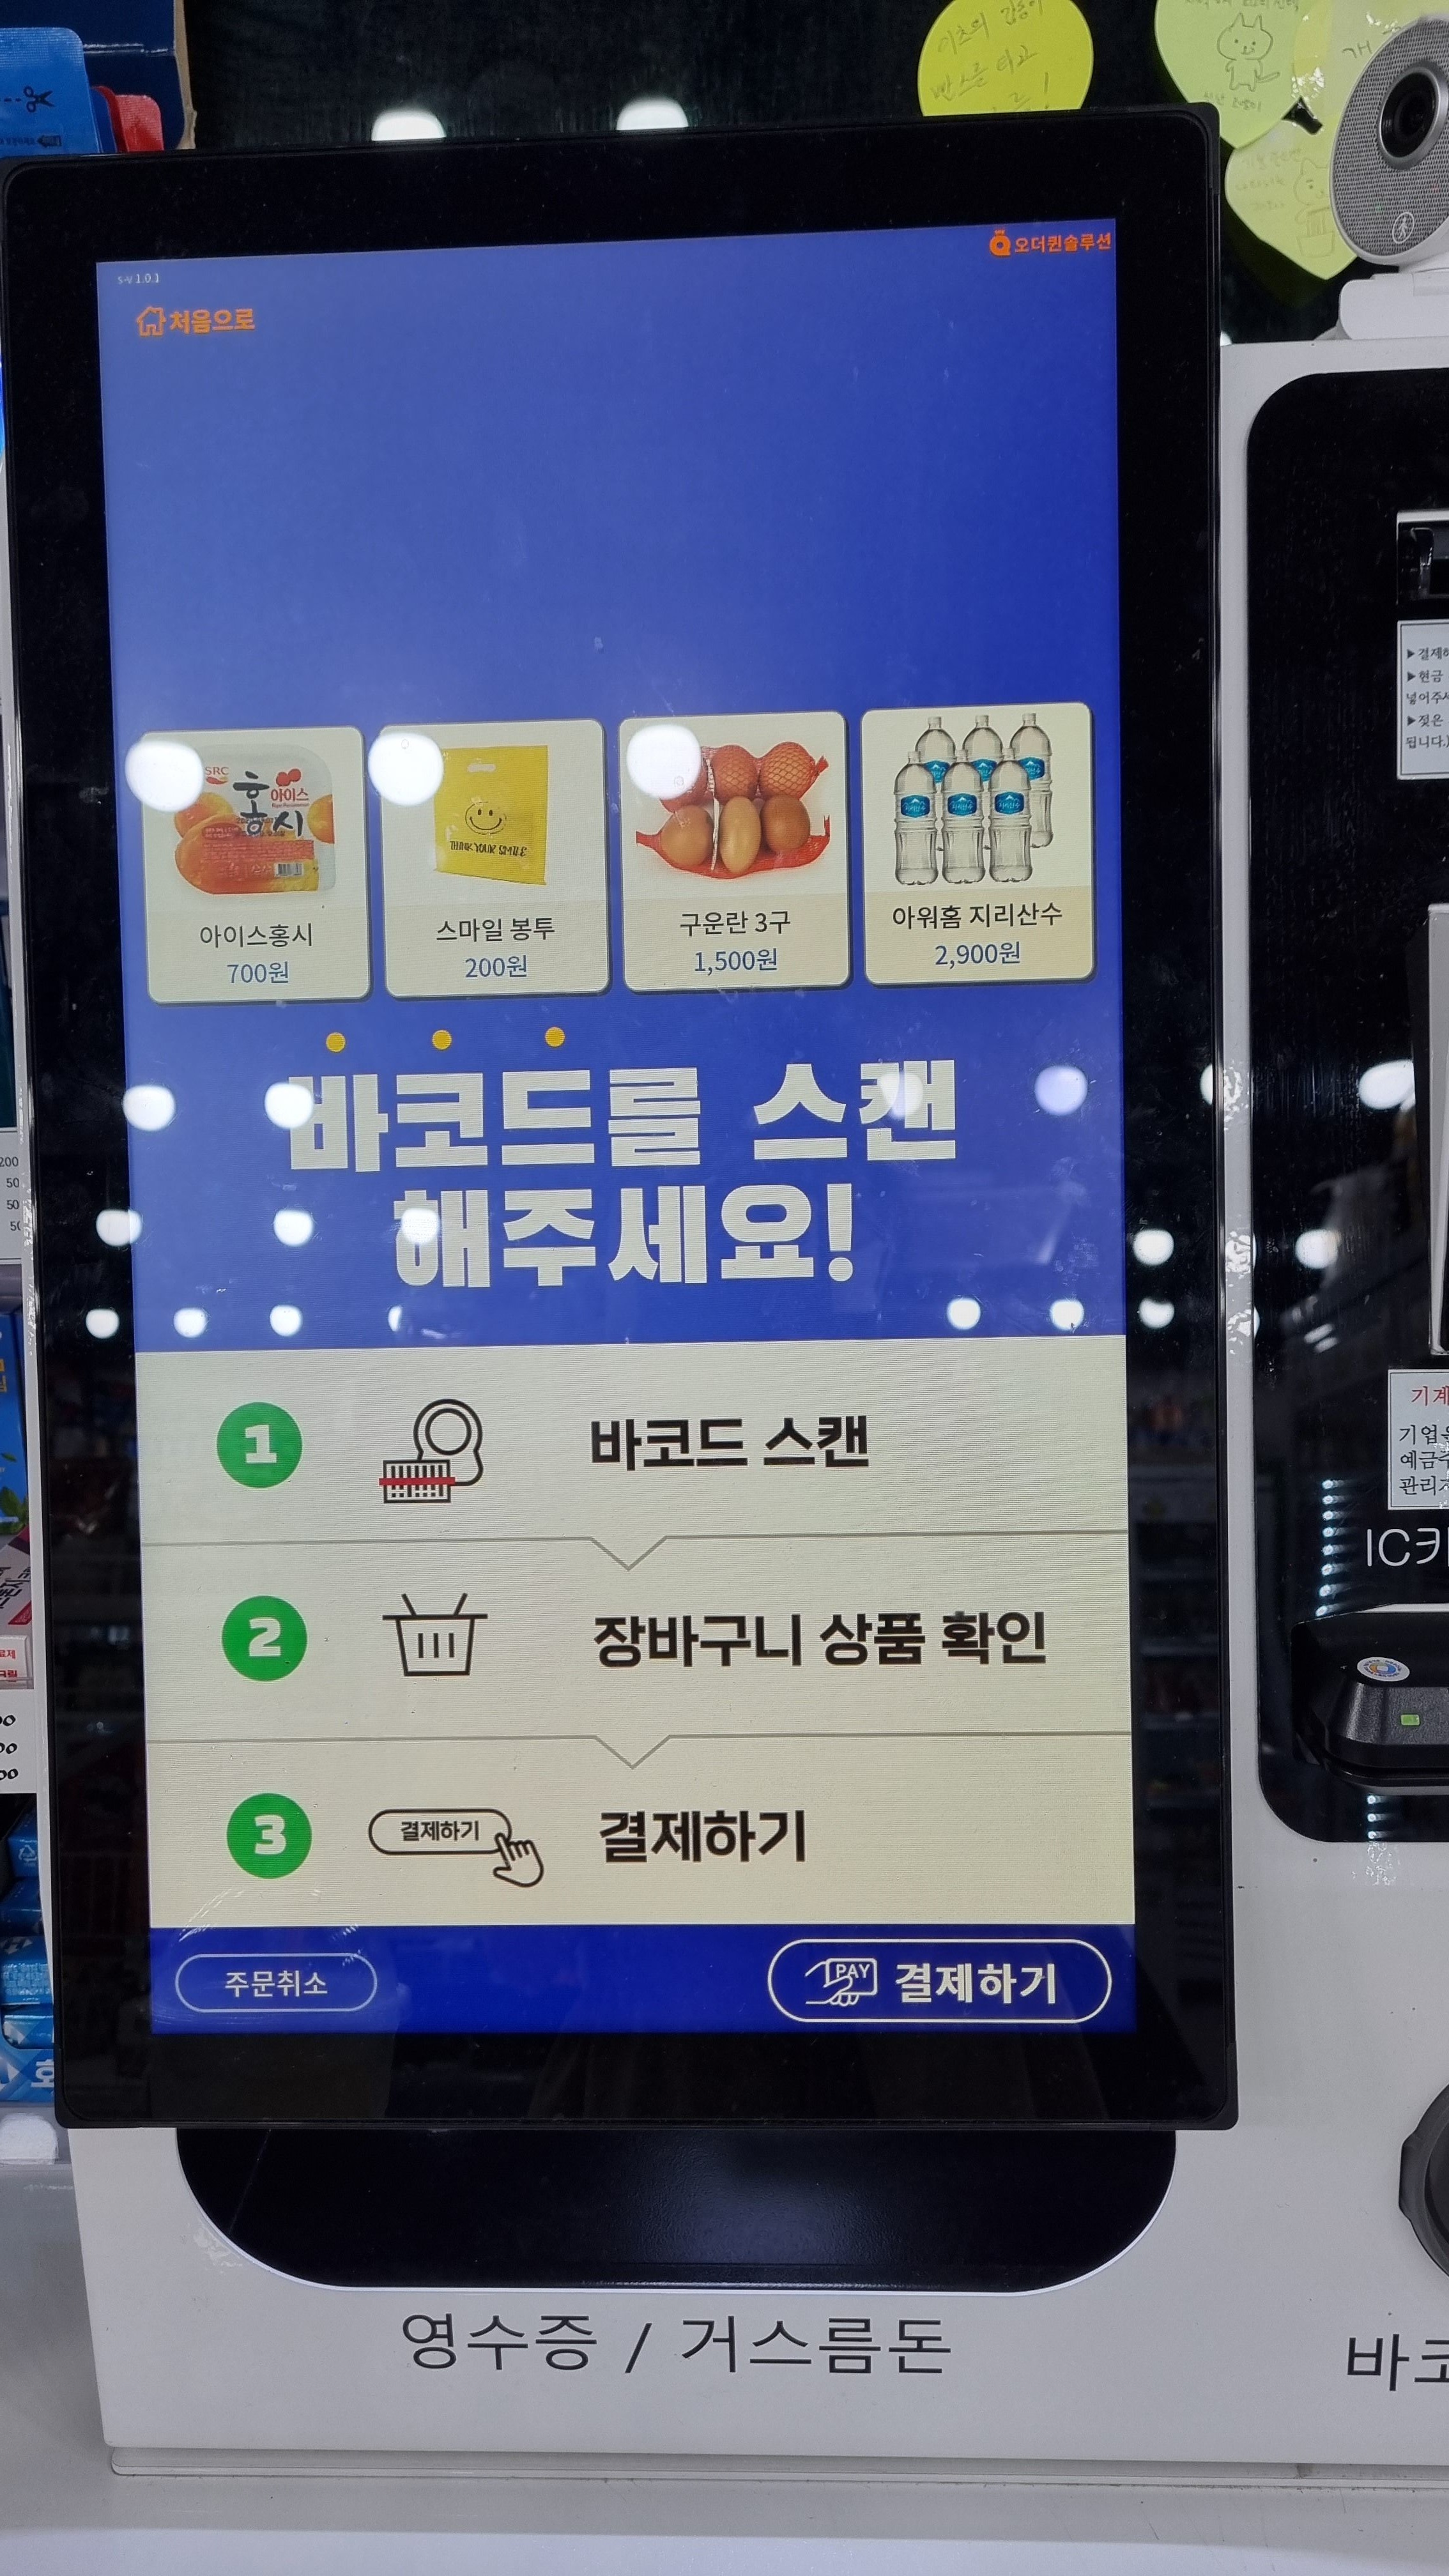 오더퀸솔루션
S-V 1.0.1
처음으로
SRC
아이스
홍시
THANK YOUR SMILE
지리산수
아이스홍시
700원
스마일 봉투
200원
구운란 3구
1,500원
아워홈 지리산수
2,900원
바코드를 스캔
해주세요!
1 바코드 스캔
2 장바구니 상품 확인
3 결제하기 결제하기
주문취소
PAY 결제하기
영수증 / 거스름돈
▶결제
▶현금
넣어주
▶젖은
됩니다.)
기계
기업은
예금주
관리
IC카
바코